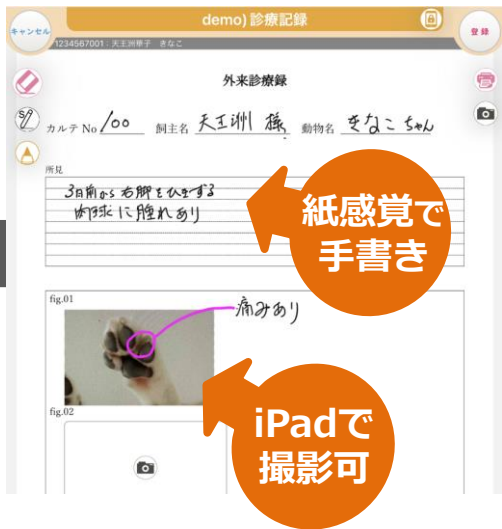 キャンセル
demo) 診療記録
登録
1234567001 : 天王洲華子 きなこ
外来診療録
カルテ No 100 飼主名 天王洲 様 動物名 きなこちゃん
所見
3日前から右脚をひきずる
肉球に腫れあり
紙感覚で
手書き
fig.01
痛みあり
fig.02
iPadで
撮影可